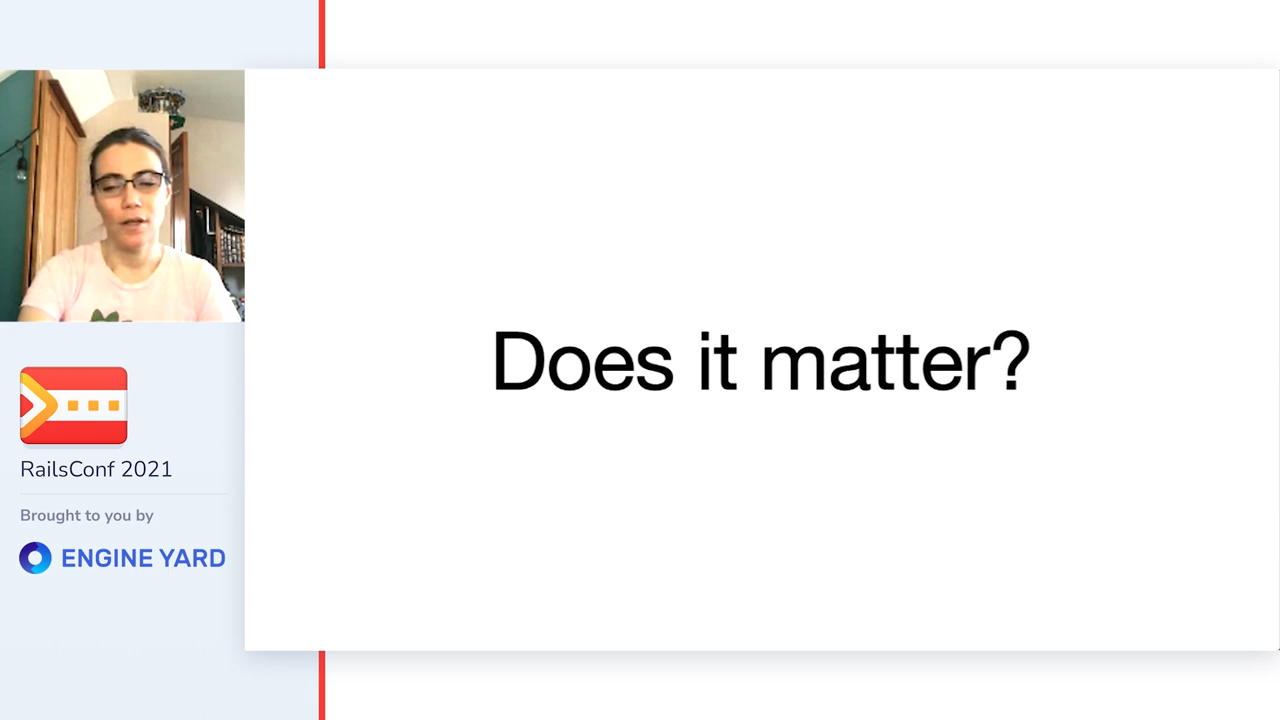 Does it matter?
RailsConf 2021
Brought to you by
ENGINE YARD